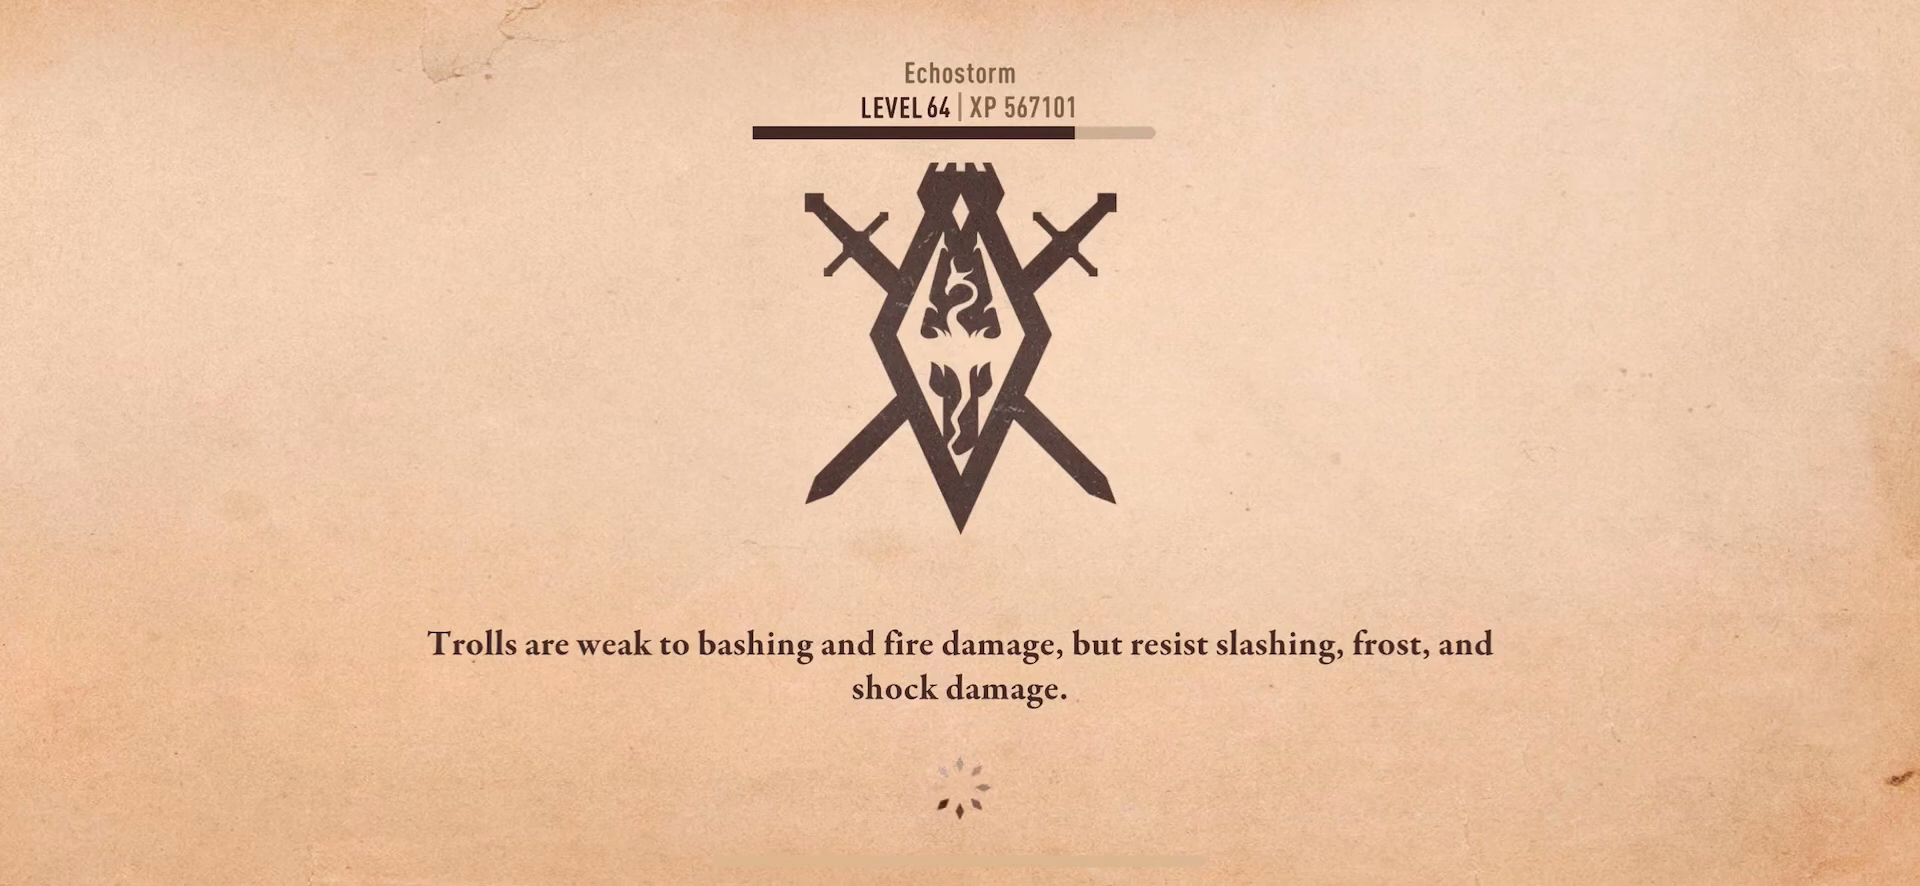 Echostorm
LEVEL 64 | XP 567101
Trolls are weak to bashing and fire damage, but resist slashing, frost, and
shock damage.